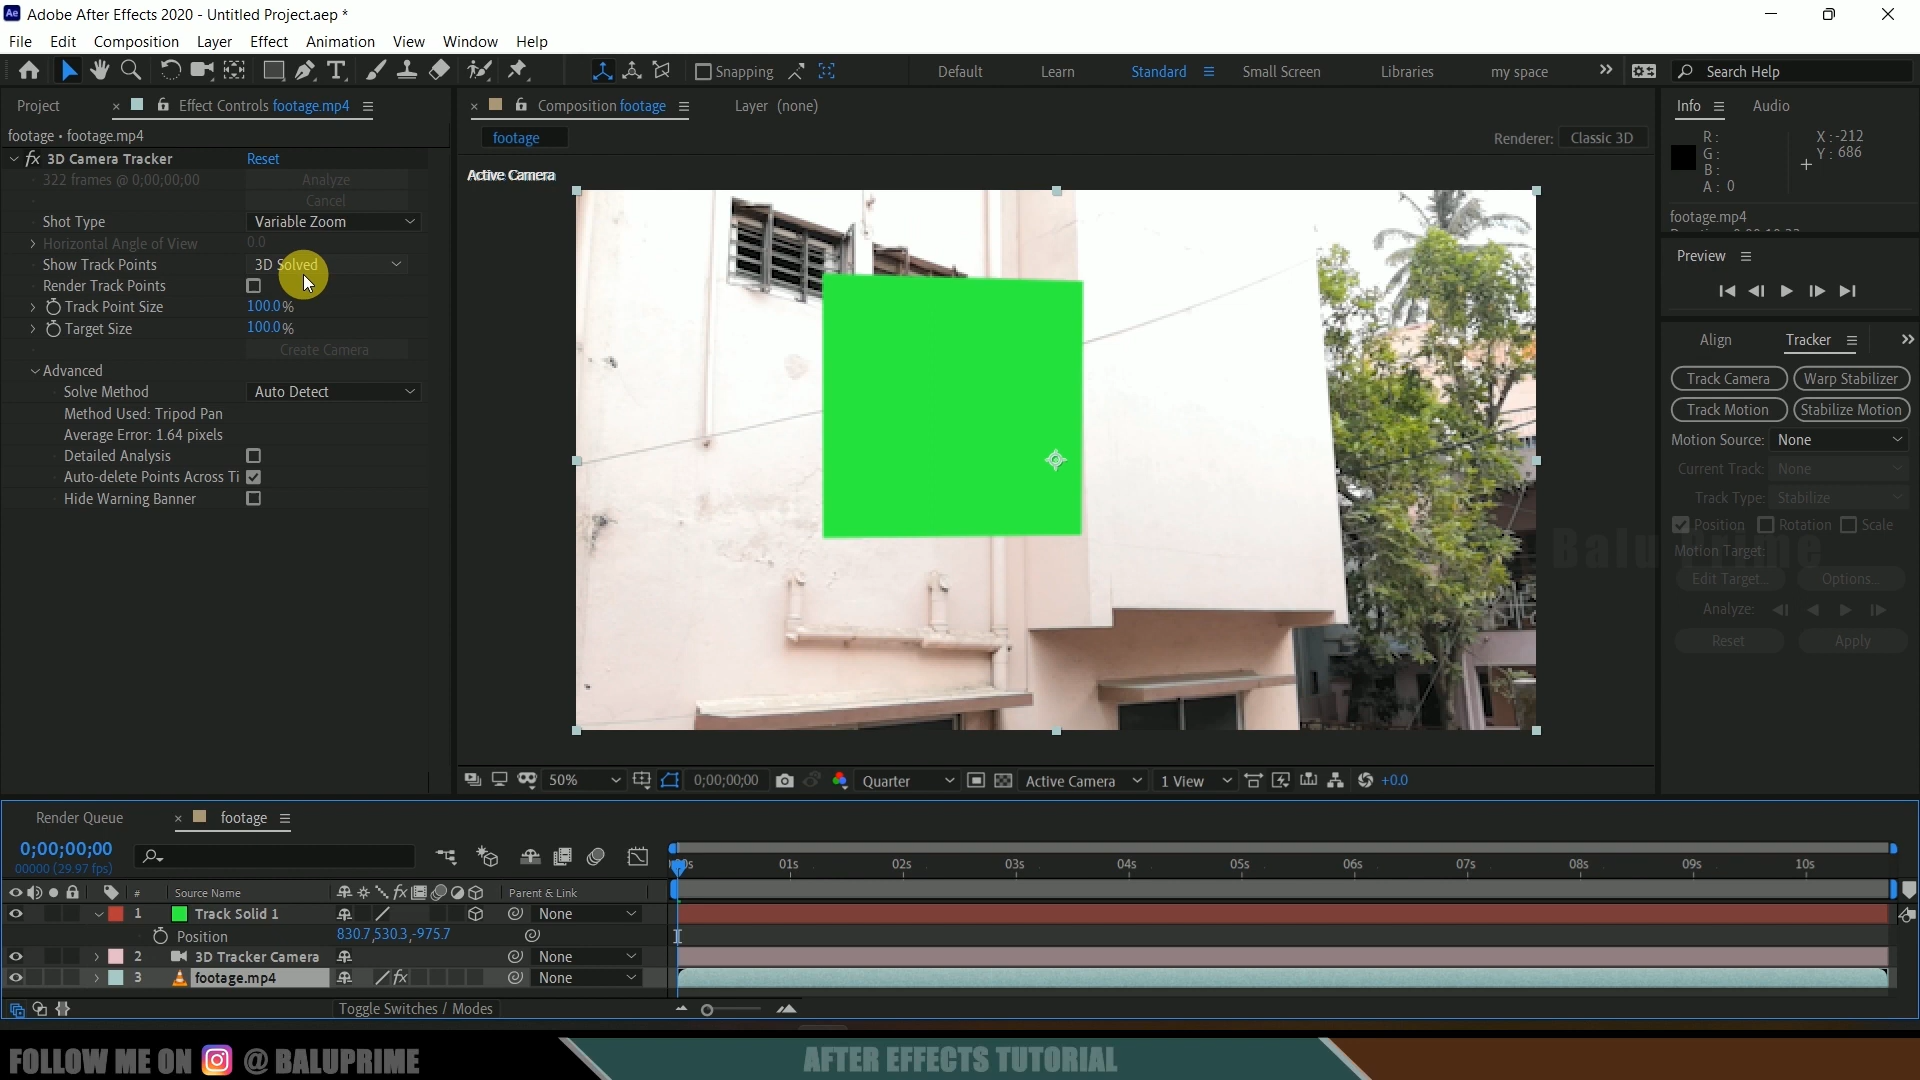 Adobe After Effects 2020 - Untitled Project.aep *
File Edit Composition Layer Effect Animation View Window Help
Snapping Default Learn Standard Small Screen Libraries my space Search Help
Project Effect Controls footage.mp4 Composition footage Layer (none) Info Audio
footage • footage.mp4 footage Renderer: Classic 3D
R: X: -212
G: Y: 686
B:
A: 0
fx 3D Camera Tracker Reset
Active Camera
322 frames @ 0;00;00;00 Analyze
Cancel
Shot Type Variable Zoom
footage.mp4
Horizontal Angle of View 0.0
Show Track Points 3D Solved
Preview
Render Track Points
Track Point Size 100.0%
Target Size 100.0%
Create Camera
Align Tracker
Advanced
Track Camera Warp Stabilizer
Solve Method Auto Detect
Track Motion Stabilize Motion
Method Used: Tripod Pan
Average Error: 1.64 pixels
Motion Source: None
Detailed Analysis
Current Track: None
Auto-delete Points Across Ti
Track Type: Stabilize
Hide Warning Banner
Position Rotation Scale
Balu Prime
Motion Target:
Edit Target... Options...
Analyze:
Reset Apply
50% 0;00;00;00 Quarter Active Camera 1 View +0.0
Render Queue footage
0;00;00;00
00000 (29.97 fps)
01s 02s 03s 04s 05s 06s 07s 08s 09s 10s
# Source Name fx Parent & Link
1 Track Solid 1 None
Position 830.7,530.3,-975.7
2 3D Tracker Camera None
3 footage.mp4 fx None
Toggle Switches / Modes
FOLLOW ME ON @ BALUPRIME AFTER EFFECTS TUTORIAL